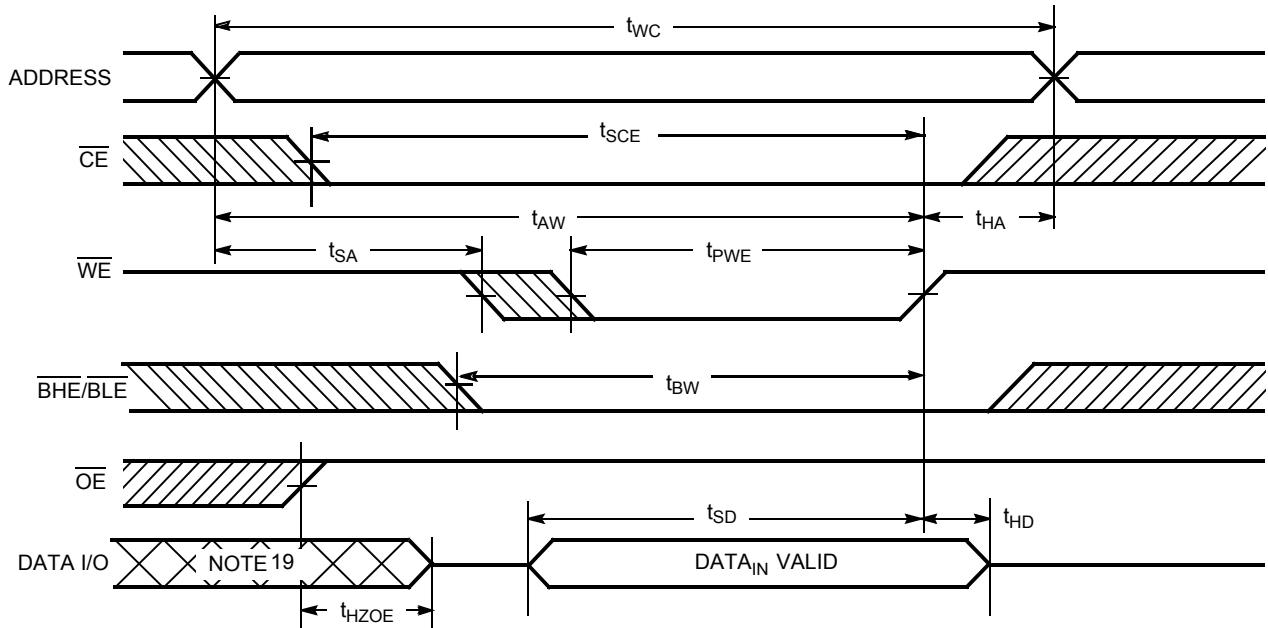 tWC
ADDRESS
tSCE
CE
tAW
tHA
tSA
tPWE
WE
tBW
BHE/BLE
OE
tSD
tHD
DATA I/O
NOTE 19
DATAIN VALID
tHZOE